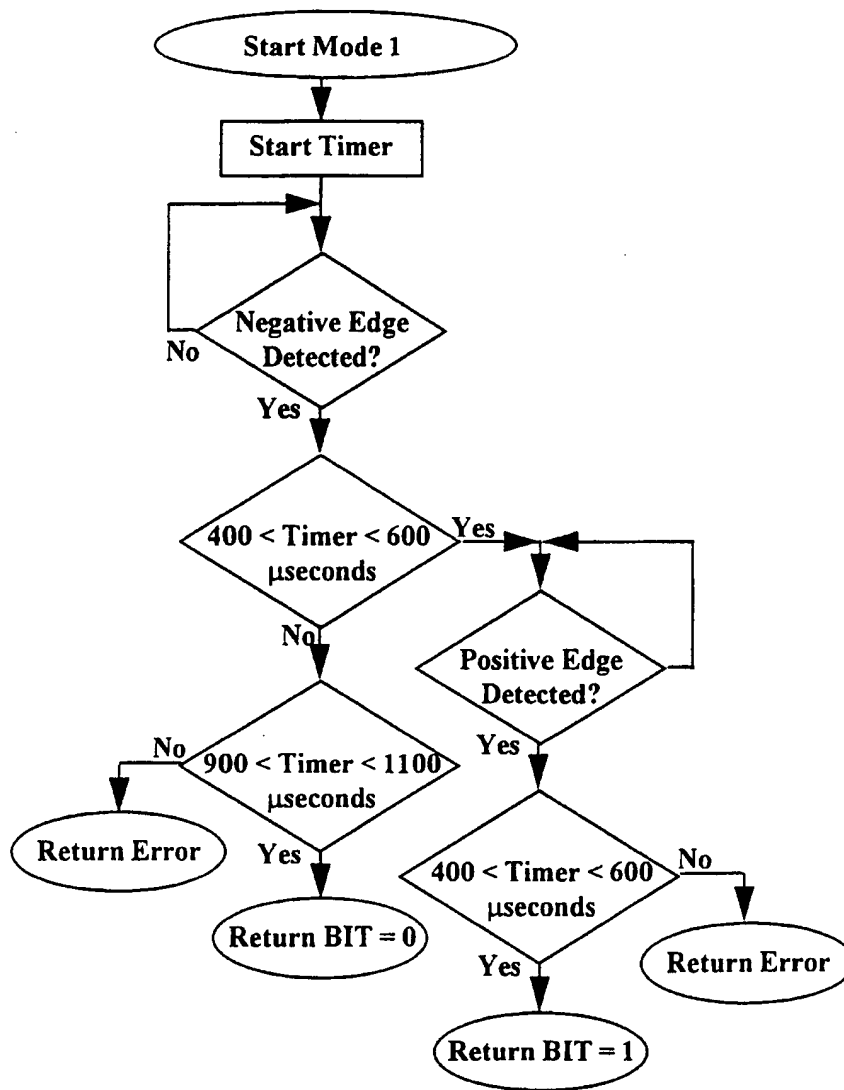 Start Mode 1
Start Timer
Negative Edge
Detected?
No
Yes
400 < Timer < 600
μseconds
Yes
No
Positive Edge
Detected?
Yes
900 < Timer < 1100
μseconds
No
Return Error
Yes
Return BIT = 0
400 < Timer < 600
μseconds
No
Return Error
Yes
Return BIT = 1